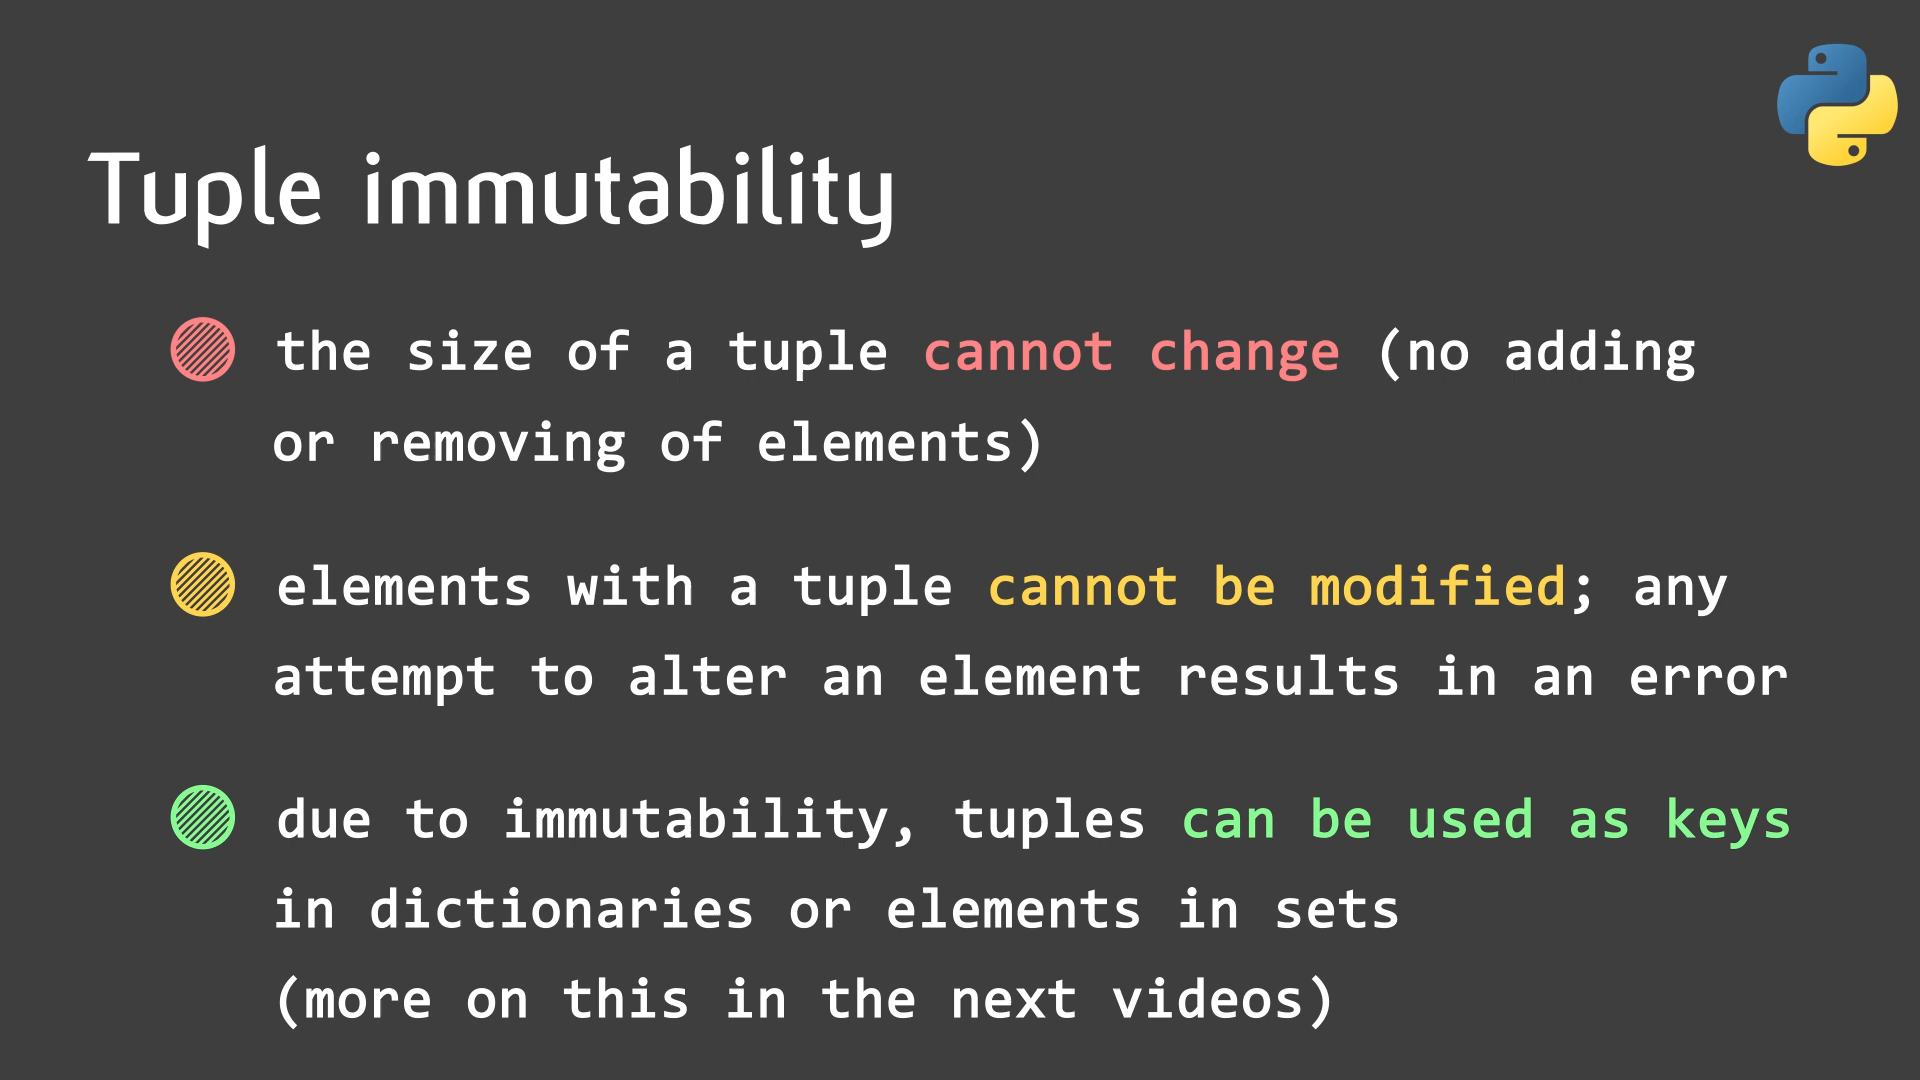 Tuple immutability
the size of a tuple cannot change (no adding
or removing of elements)
elements with a tuple cannot be modified; any
attempt to alter an element results in an error
due to immutability, tuples can be used as keys
in dictionaries or elements in sets
(more on this in the next videos)